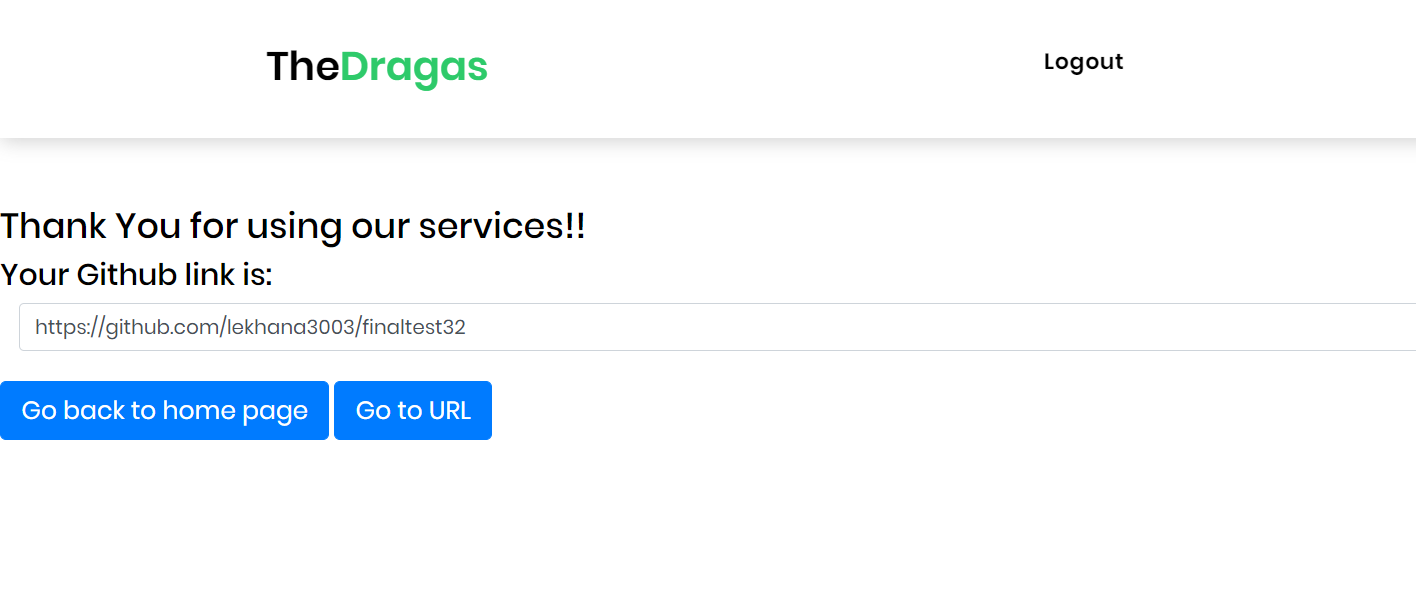 TheDragas
Logout
Thank You for using our services!!
Your Github link is:
https://github.com/lekhana3003/finaltest32
Go back to home page
Go to URL